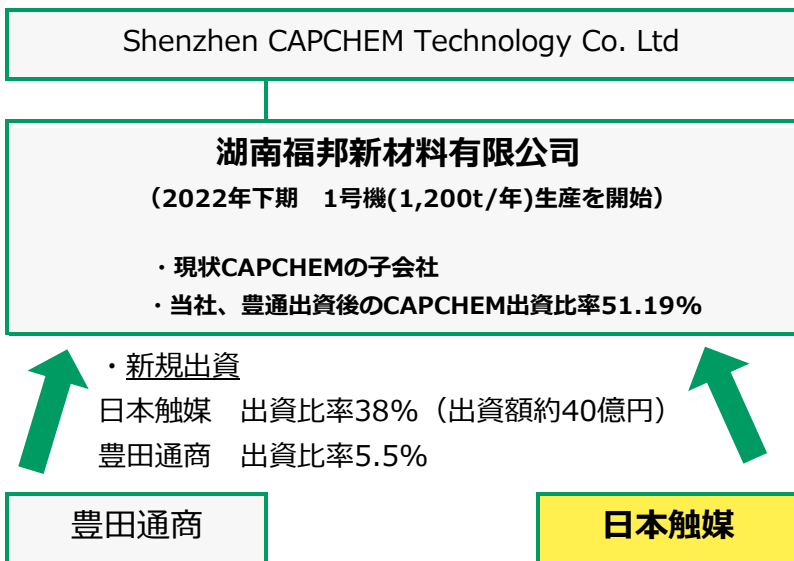 Shenzhen CAPCHEM Technology Co. Ltd
湖南福邦新材料有限公司
（2022年下期　1号機(1,200t/年)生産を開始）
・現状CAPCHEMの子会社
・当社、豊通出資後のCAPCHEM出資比率51.19%
・新規出資
日本触媒　出資比率38%（出資額約40億円）
豊田通商　出資比率5.5%
豊田通商
日本触媒